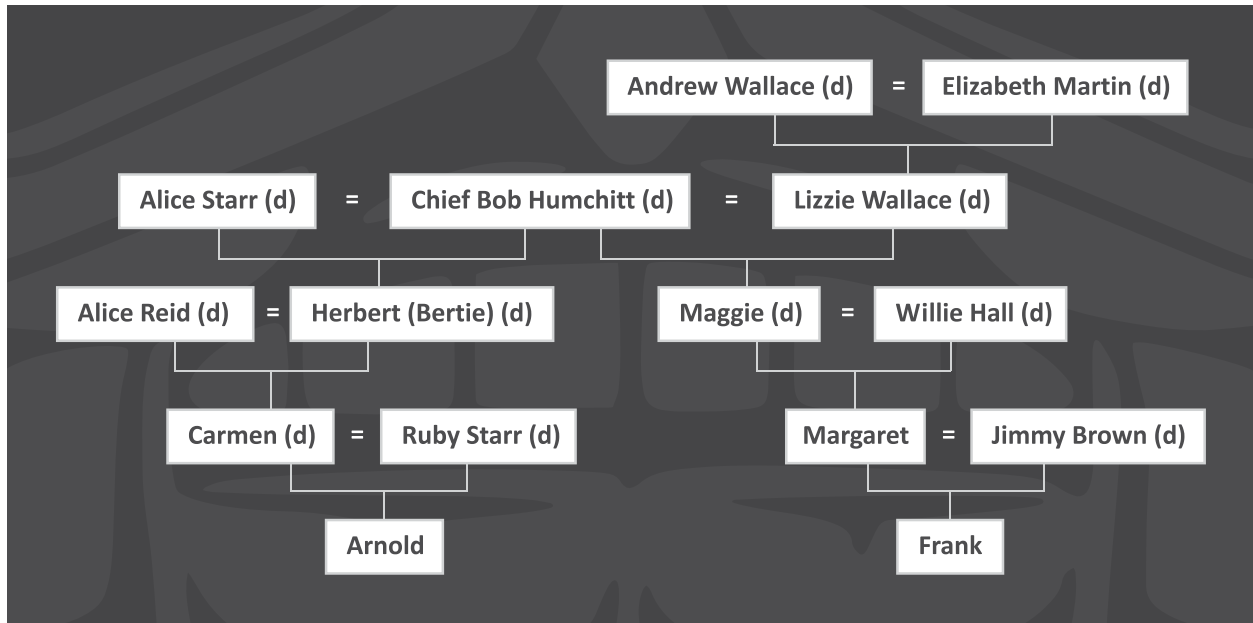 Andrew Wallace (d) = Elizabeth Martin (d)
Alice Starr (d) = Chief Bob Humchitt (d) = Lizzie Wallace (d)
Alice Reid (d) = Herbert (Bertie) (d) Maggie (d) = Willie Hall (d)
Carmen (d) = Ruby Starr (d) Margaret = Jimmy Brown (d)
Arnold Frank